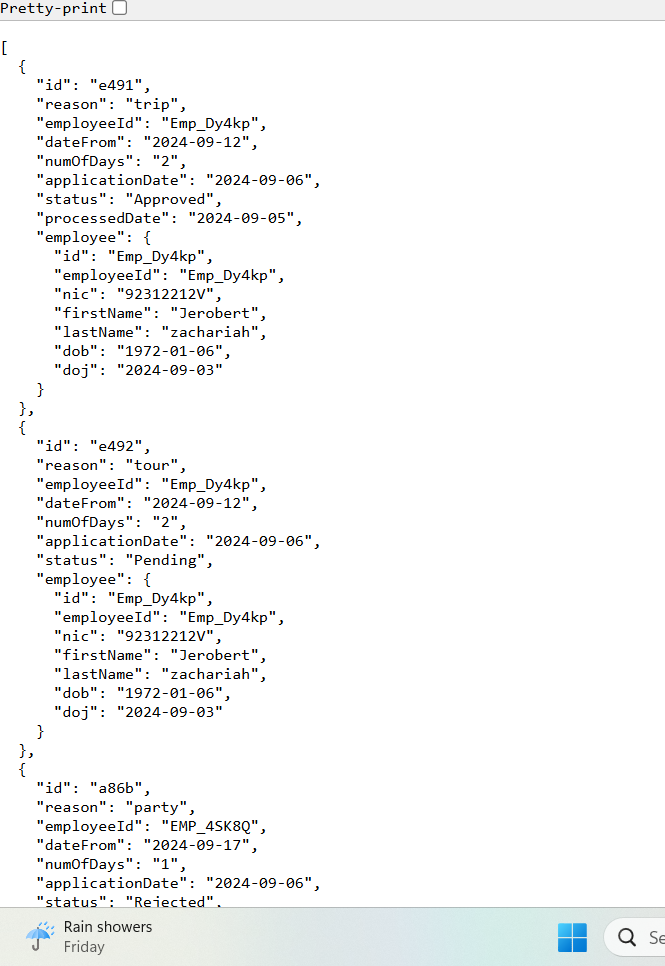 Pretty-print
[
  {
    "id": "e491",
    "reason": "trip",
    "employeeId": "Emp_Dy4kp",
    "dateFrom": "2024-09-12",
    "numOfDays": "2",
    "applicationDate": "2024-09-06",
    "status": "Approved",
    "processedDate": "2024-09-05",
    "employee": {
      "id": "Emp_Dy4kp",
      "employeeId": "Emp_Dy4kp",
      "nic": "92312212V",
      "firstName": "Jerobert",
      "lastName": "zachariah",
      "dob": "1972-01-06",
      "doj": "2024-09-03"
    }
  },
  {
    "id": "e492",
    "reason": "tour",
    "employeeId": "Emp_Dy4kp",
    "dateFrom": "2024-09-12",
    "numOfDays": "2",
    "applicationDate": "2024-09-06",
    "status": "Pending",
    "employee": {
      "id": "Emp_Dy4kp",
      "employeeId": "Emp_Dy4kp",
      "nic": "92312212V",
      "firstName": "Jerobert",
      "lastName": "zachariah",
      "dob": "1972-01-06",
      "doj": "2024-09-03"
    }
  },
  {
    "id": "a86b",
    "reason": "party",
    "employeeId": "EMP_4SK8Q",
    "dateFrom": "2024-09-17",
    "numOfDays": "1",
    "applicationDate": "2024-09-06",
    "status": "Rejected",
Rain showers
Friday
Se